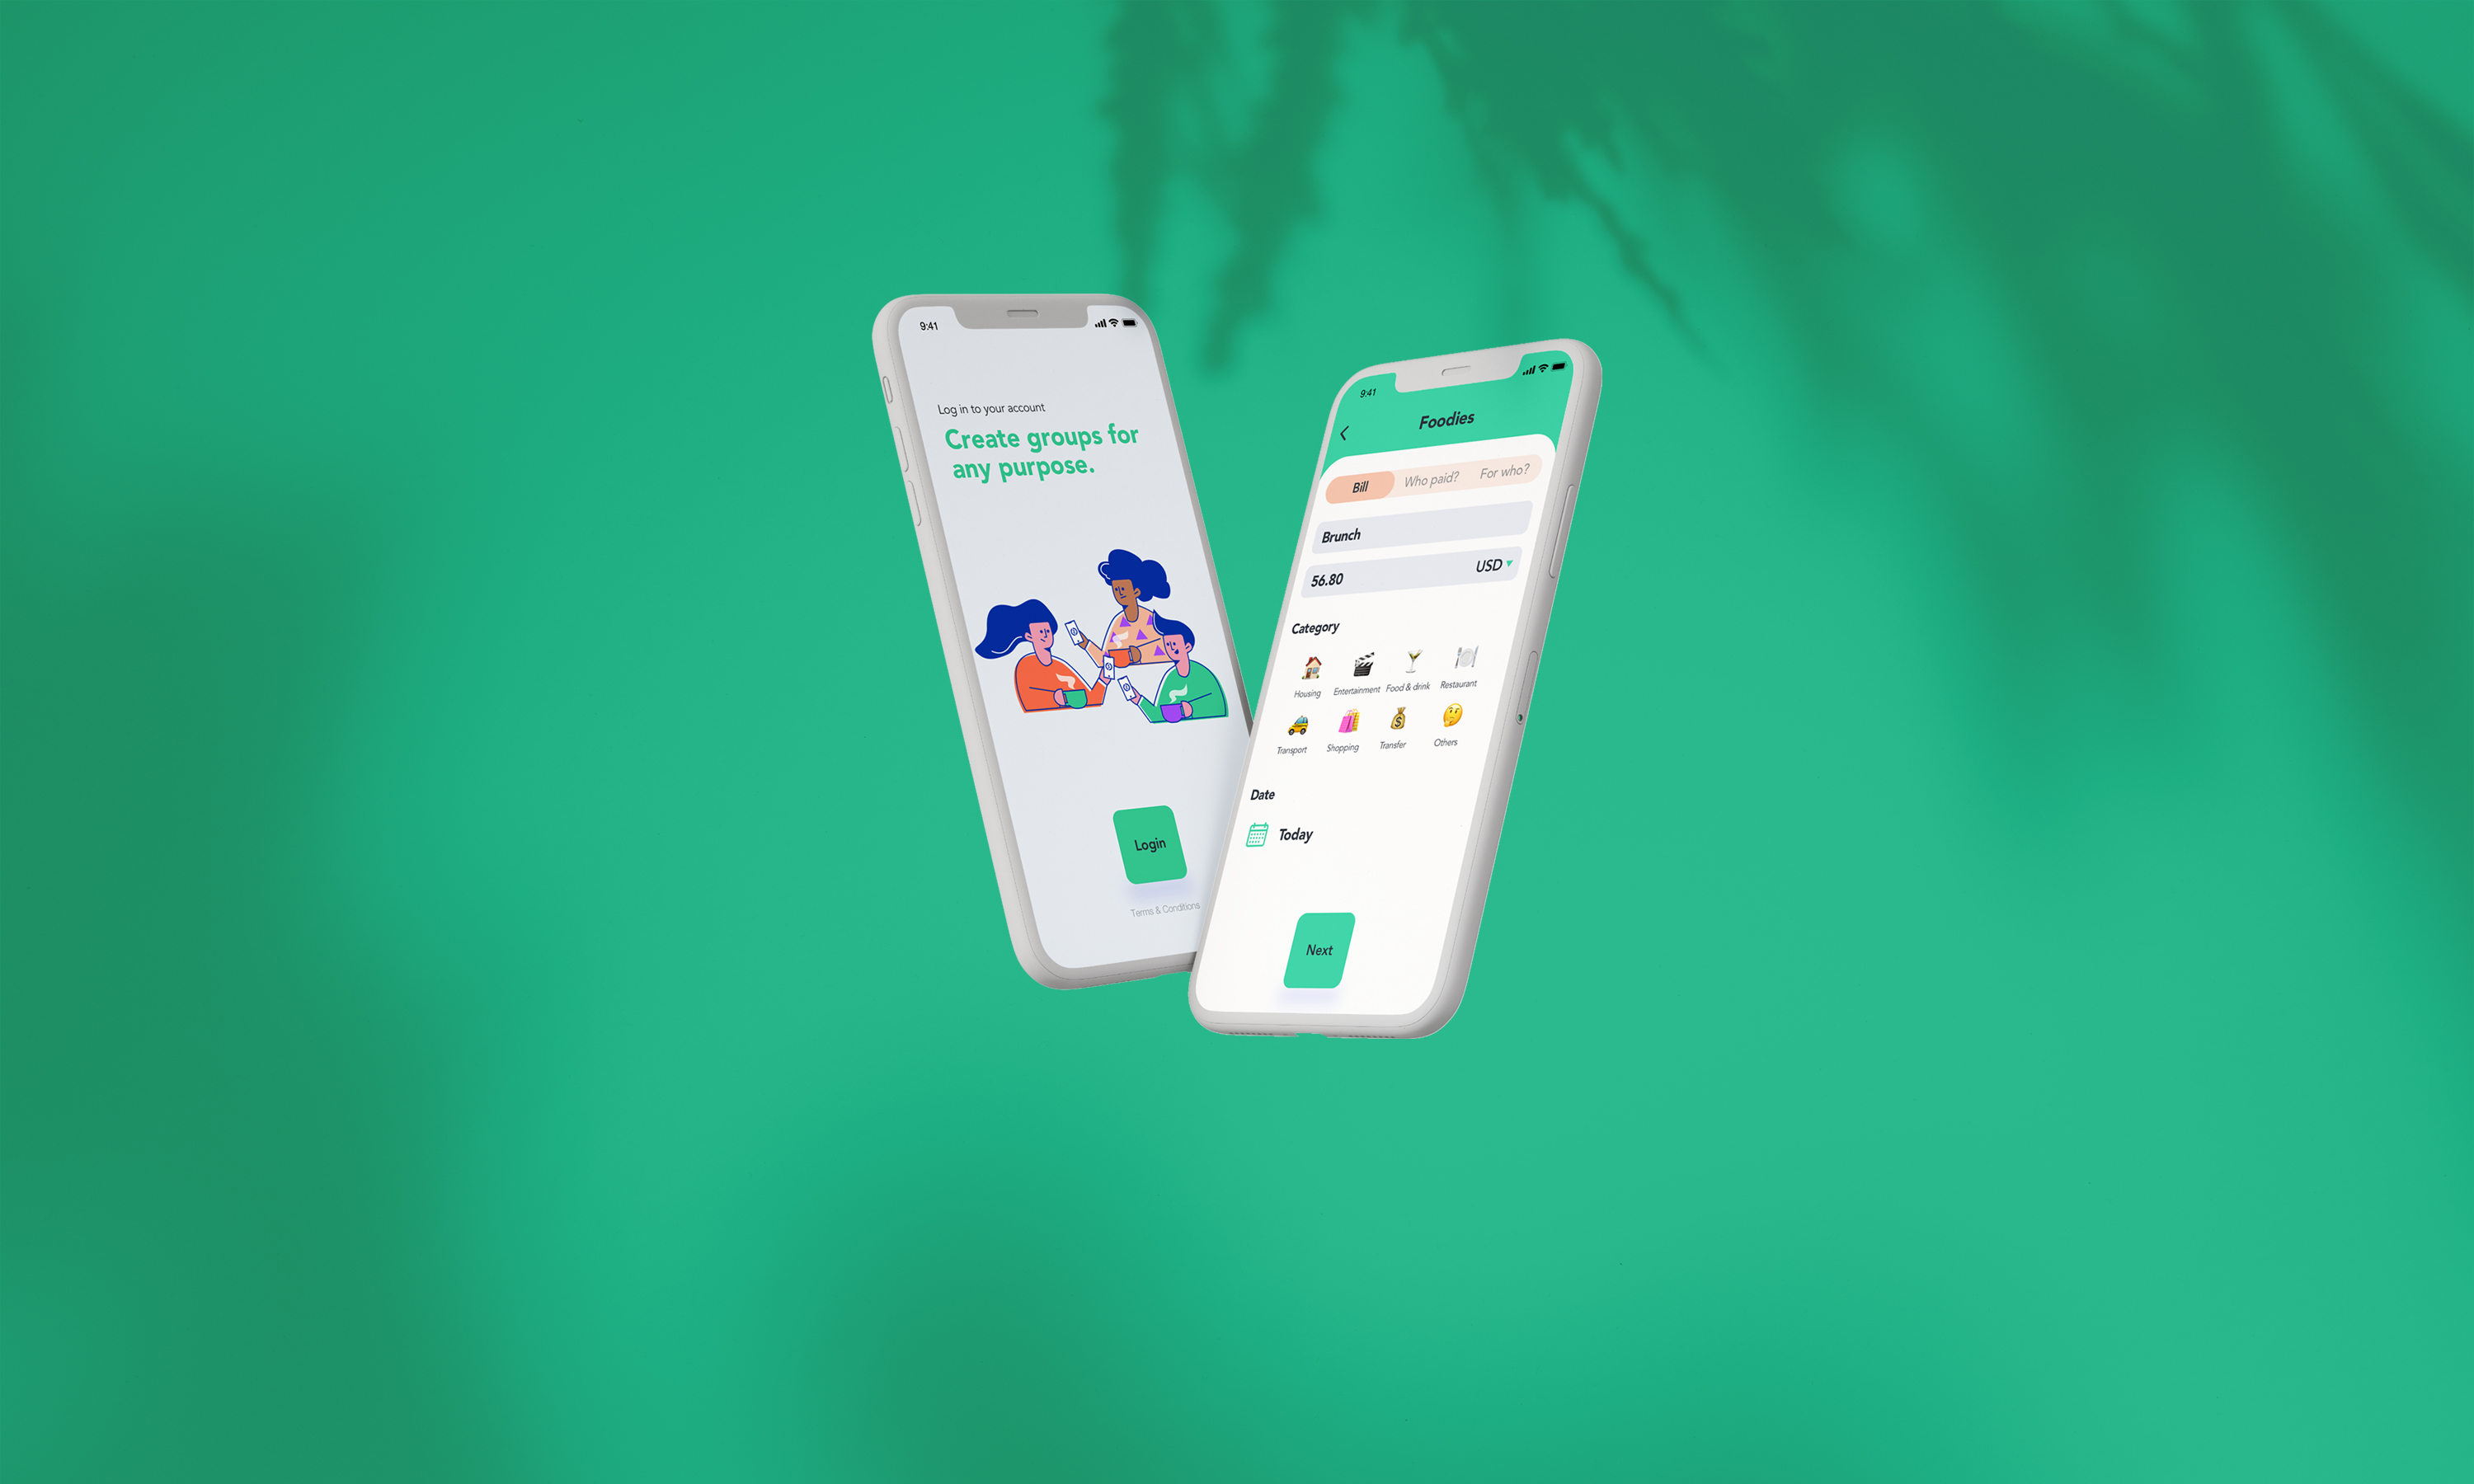 9:41
Log in to your account
Create groups for
any purpose.
Login
Terms & Conditions
9:41
Foodies
Bill Who paid? For who?
Brunch
56.80 USD
Category
Housing Entertainment Food & drink Restaurant
Transport Shopping Transfer Others
Date
Today
Next